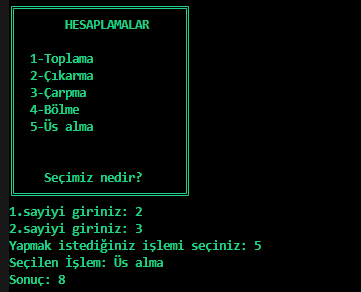 HESAPLAMALAR
1-Toplama
2-Çıkarma
3-Çarpma
4-Bölme
5-Üs alma
Seçimiz nedir?
1.sayiyi giriniz: 2
2.sayiyi giriniz: 3
Yapmak istediğiniz işlemi seçiniz: 5
Seçilen İşlem: Üs alma
Sonuç: 8